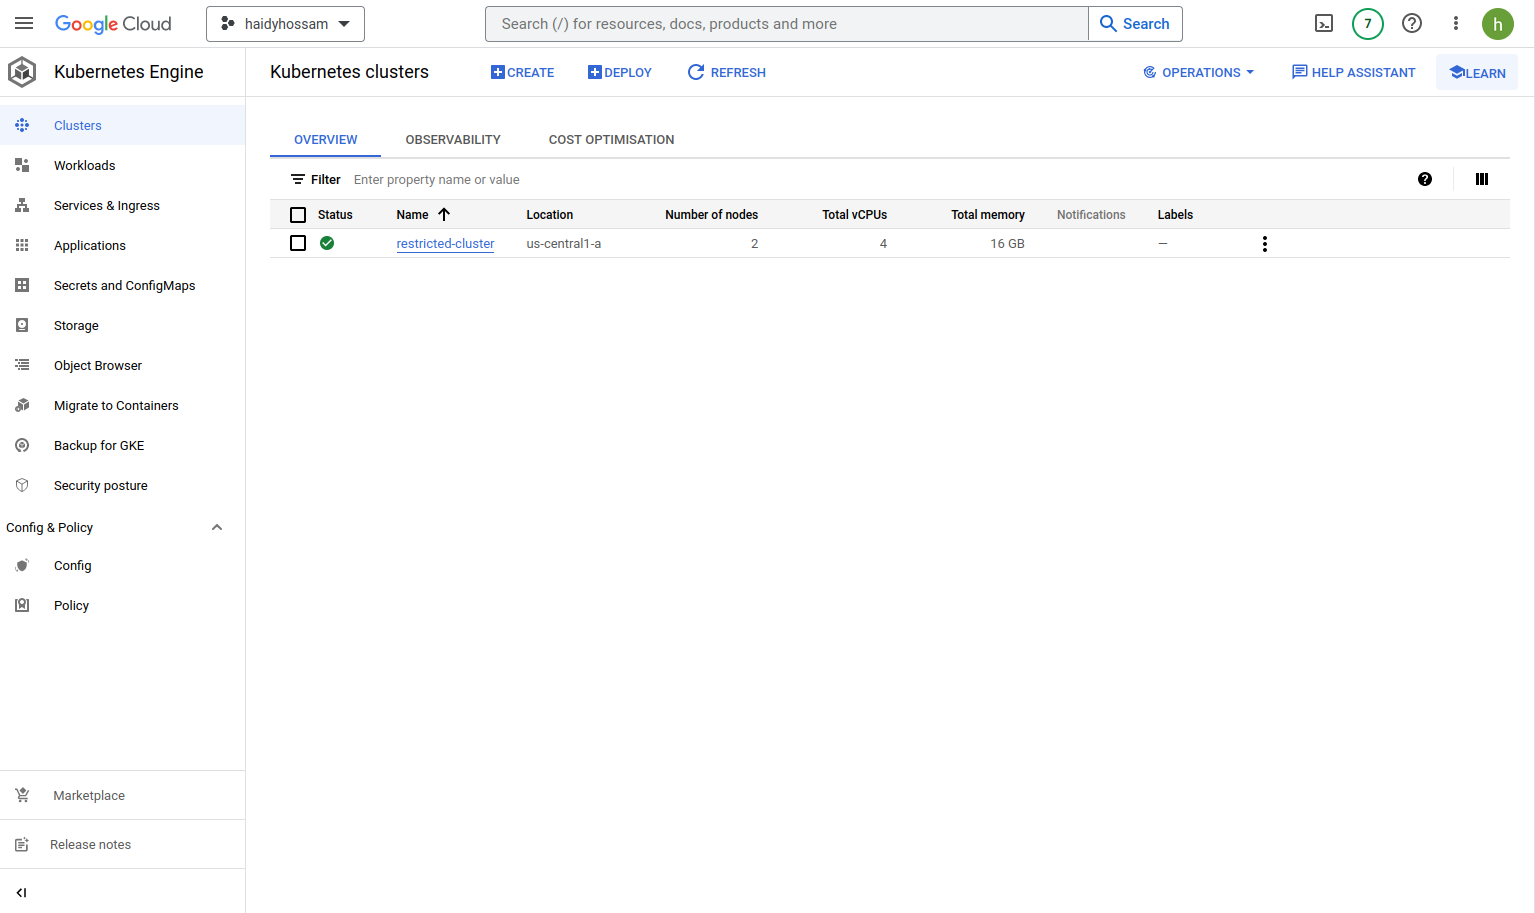 Google Cloud
haidyhossam
Search (/) for resources, docs, products and more
Search
7
h
Kubernetes Engine
Kubernetes clusters
CREATE
DEPLOY
REFRESH
OPERATIONS
HELP ASSISTANT
LEARN
Clusters
Workloads
Services & Ingress
Applications
Secrets and ConfigMaps
Storage
Object Browser
Migrate to Containers
Backup for GKE
Security posture
Config & Policy
Config
Policy
Marketplace
Release notes
OVERVIEW OBSERVABILITY COST OPTIMISATION
Filter Enter property name or value
Status Name Location Number of nodes Total vCPUs Total memory Notifications Labels
restricted-cluster us-central1-a 2 4 16 GB —